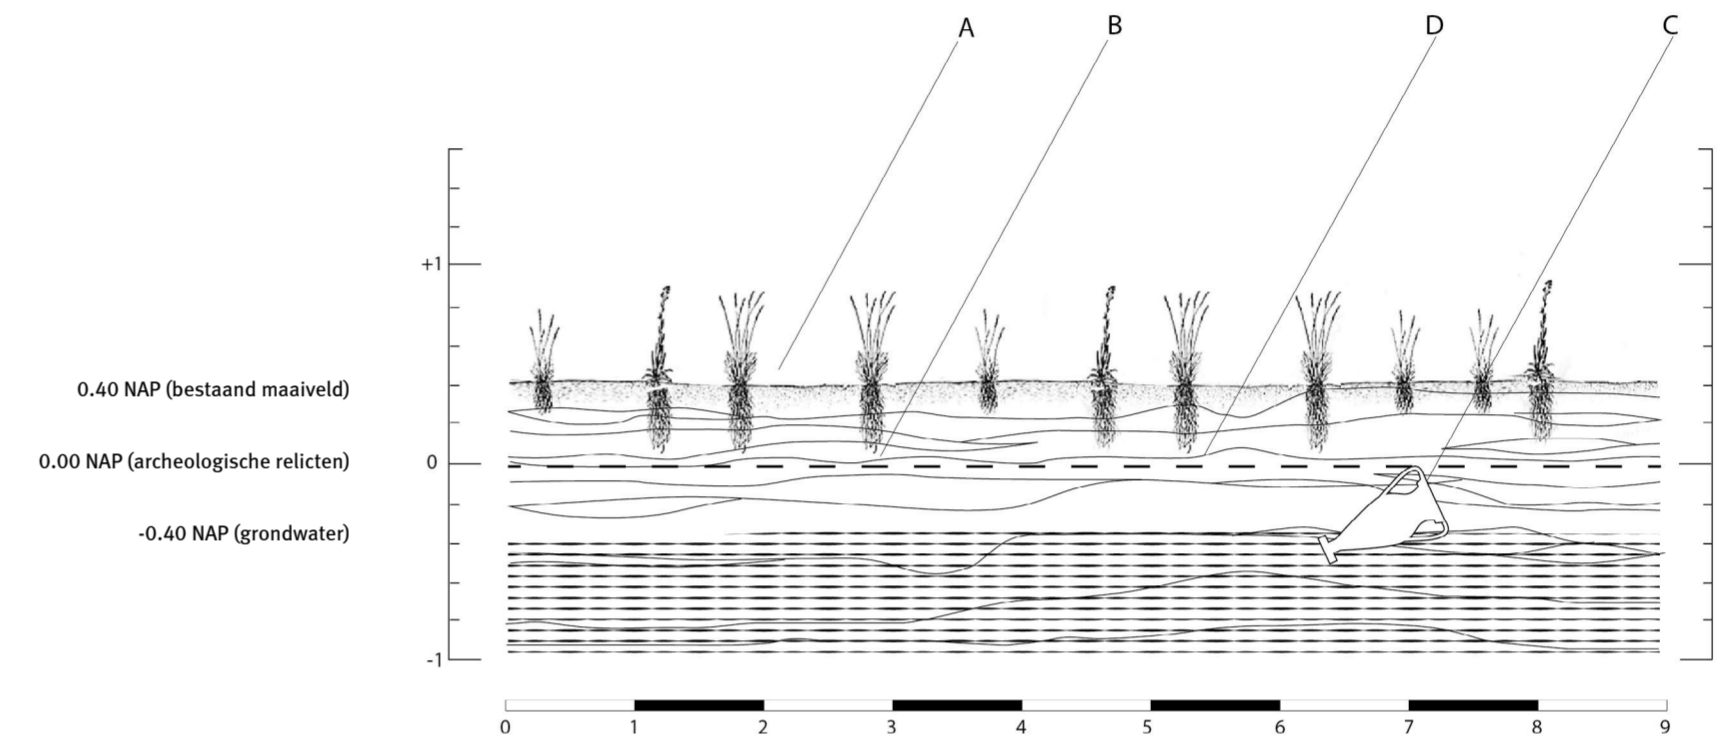 A B D C
+1
0.40 NAP (bestaand maaiveld)
0.00 NAP (archeologische relicten)
0
-0.40 NAP (grondwater)
-1
0 1 2 3 4 5 6 7 8 9